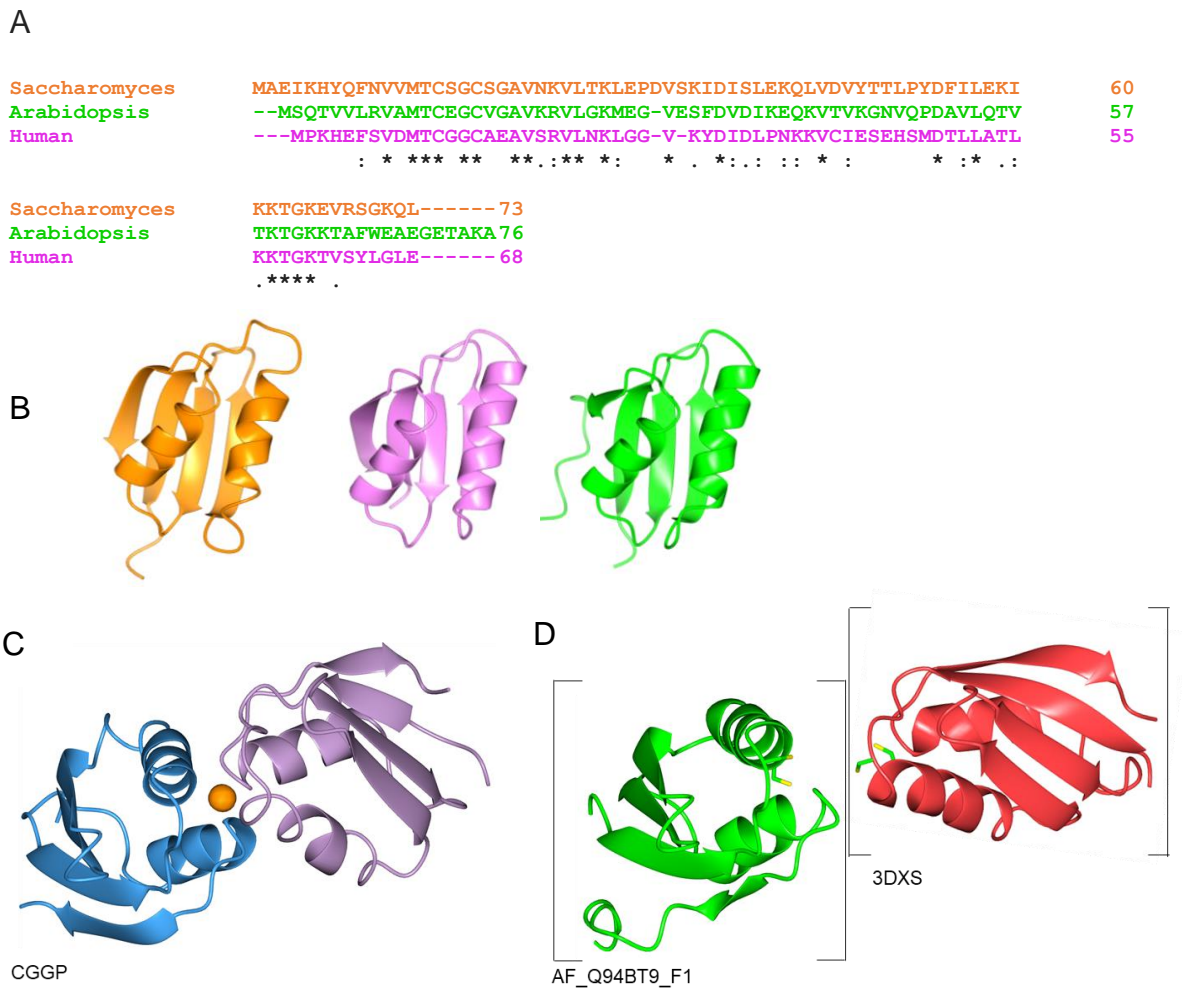 A
Saccharomyces MAEIKHYQFNVVMTCSGCSGAVNKVLTKLEPDVSKIDISLEKQLVDVYTTLPYDFILEKI 60
Arabidopsis --MSQTVVLRVAMTCEGCVGAVKRVLGKMEG-VESFDVDIKEQKVTVKGNVQPDAVLQTV 57
Human ---MPKHEFSVDMTCGGCAEAVSRVLNKLGG-V-KYDIDLPNKKVCIESEHSMDTLLATL 55
: * *** ** **.:** *: * . *:.: :: * : * :* .:
Saccharomyces KKTGKEVRSGKQL------73
Arabidopsis TKTGKKTAFWEAEGETAKA76
Human KKTGKTVSYLGLE------68
.**** .
B
C
D
3DXS
CGGP
AF_Q94BT9_F1